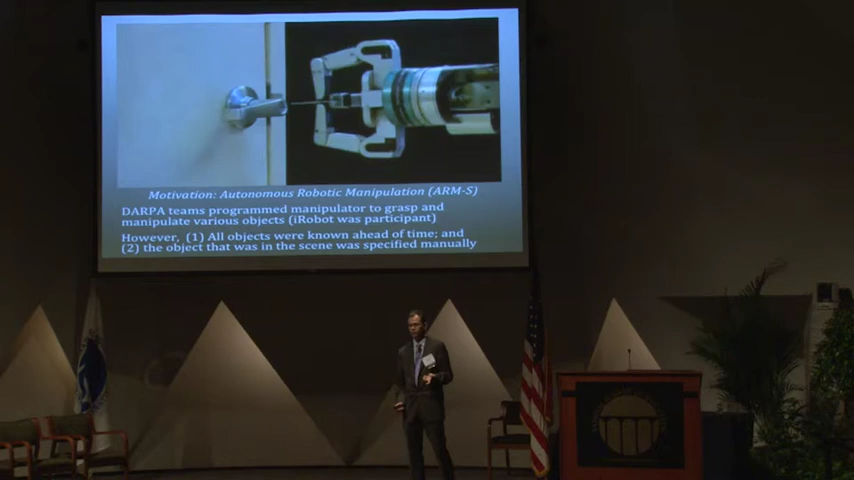 Motivation: Autonomous Robotic Manipulation (ARM-S)
DARPA teams programmed manipulator to grasp and
manipulate various objects (iRobot was participant)
However, (1) All objects were known ahead of time; and
(2) the object that was in the scene was specified manually